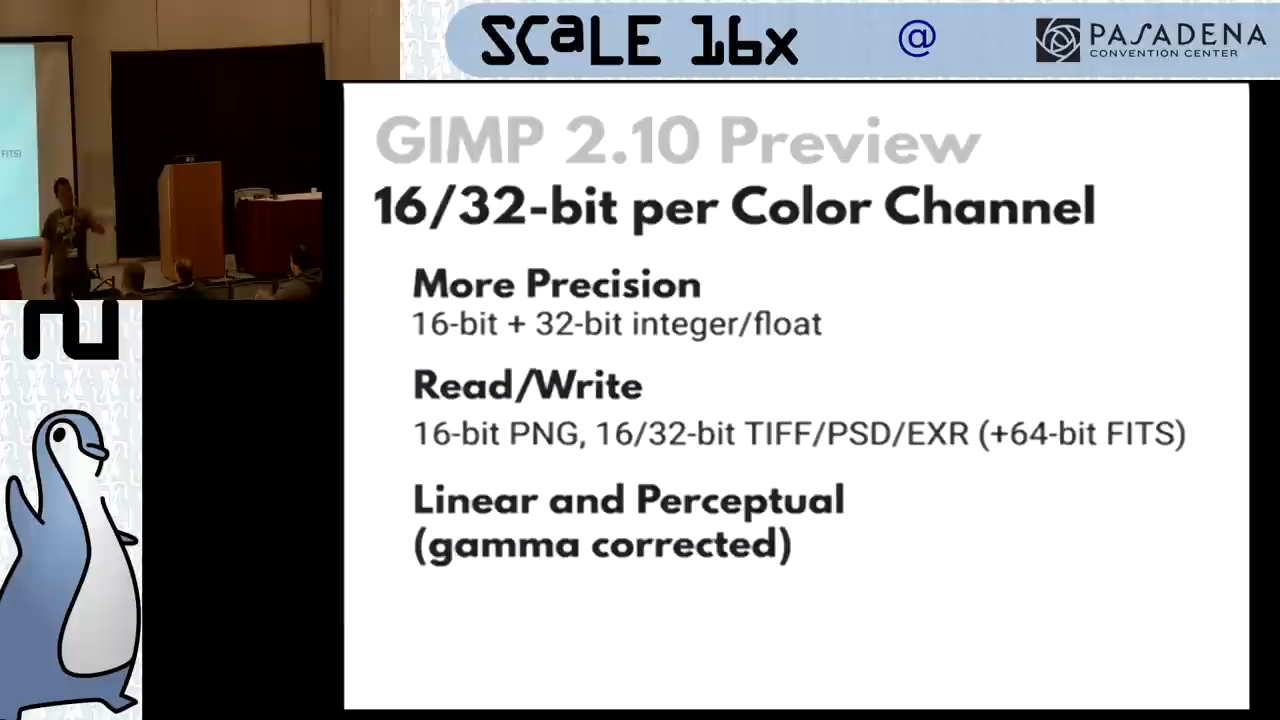 SCALE 16x
@
PASADENA
CONVENTION CENTER
FITS)
GIMP 2.10 Preview
16/32-bit per Color Channel
More Precision
16-bit + 32-bit integer/float
Read/Write
16-bit PNG, 16/32-bit TIFF/PSD/EXR (+64-bit FITS)
Linear and Perceptual
(gamma corrected)
2